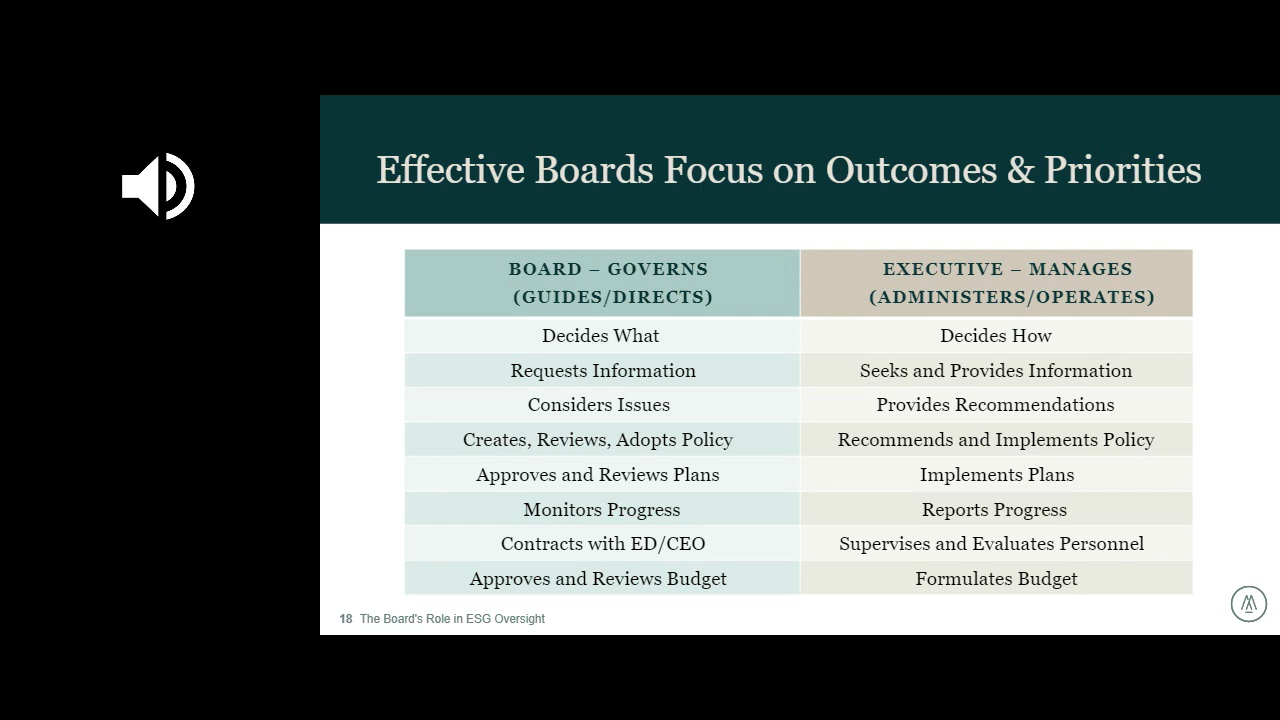 Effective Boards Focus on Outcomes & Priorities
BOARD – GOVERNS
(GUIDES/DIRECTS)
EXECUTIVE – MANAGES
(ADMINISTERS/OPERATES)
Decides What
Decides How
Requests Information
Seeks and Provides Information
Considers Issues
Provides Recommendations
Creates, Reviews, Adopts Policy
Recommends and Implements Policy
Approves and Reviews Plans
Implements Plans
Monitors Progress
Reports Progress
Contracts with ED/CEO
Supervises and Evaluates Personnel
Approves and Reviews Budget
Formulates Budget
18 The Board's Role in ESG Oversight